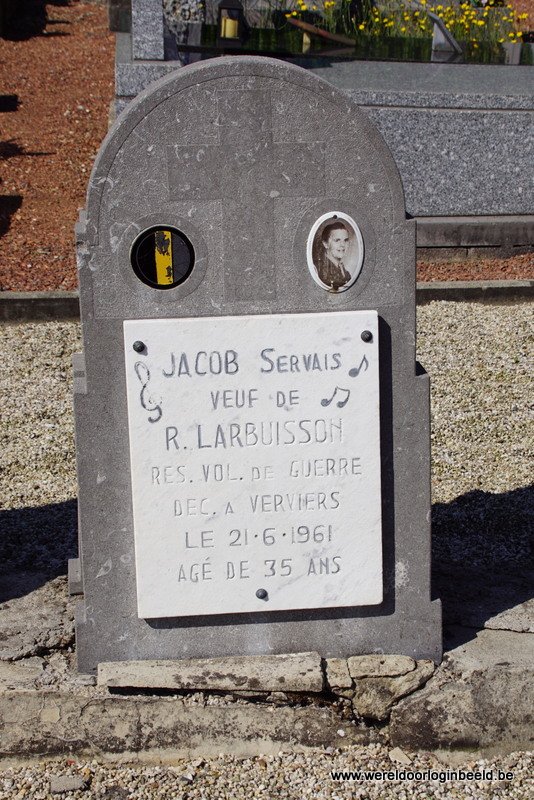 JACOB SERVAIS
VEUF DE
R. LARBUISSON
RES. VOL. DE GUERRE
DEC. A VERVIERS
LE 21·6·1961
AGÉ DE 35 ANS
www.wereldoorloginbeeld.be